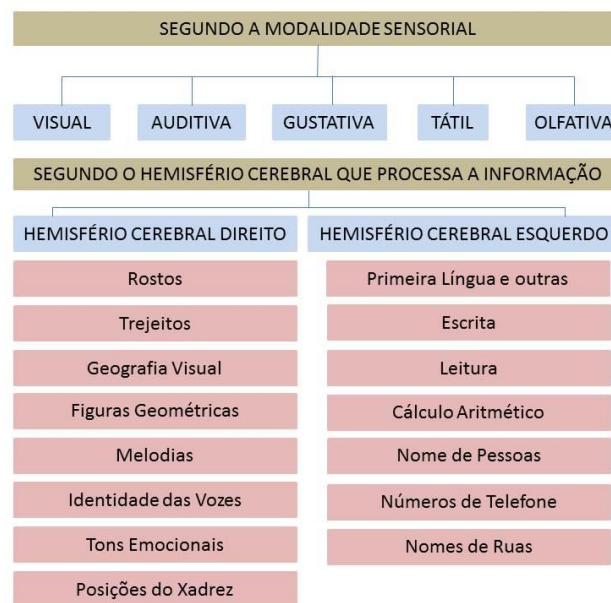 SEGUNDO A MODALIDADE SENSORIAL
VISUAL
AUDITIVA
GUSTATIVA
TÁTIL
OLFATIVA
SEGUNDO O HEMISFÉRIO CEREBRAL QUE PROCESSA A INFORMAÇÃO
HEMISFÉRIO CEREBRAL DIREITO
Rostos
Trejeitos
Geografia Visual
Figuras Geométricas
Melodias
Identidade das Vozes
Tons Emocionais
Posições do Xadrez
HEMISFÉRIO CEREBRAL ESQUERDO
Primeira Língua e outras
Escrita
Leitura
Cálculo Aritmético
Nome de Pessoas
Números de Telefone
Nomes de Ruas